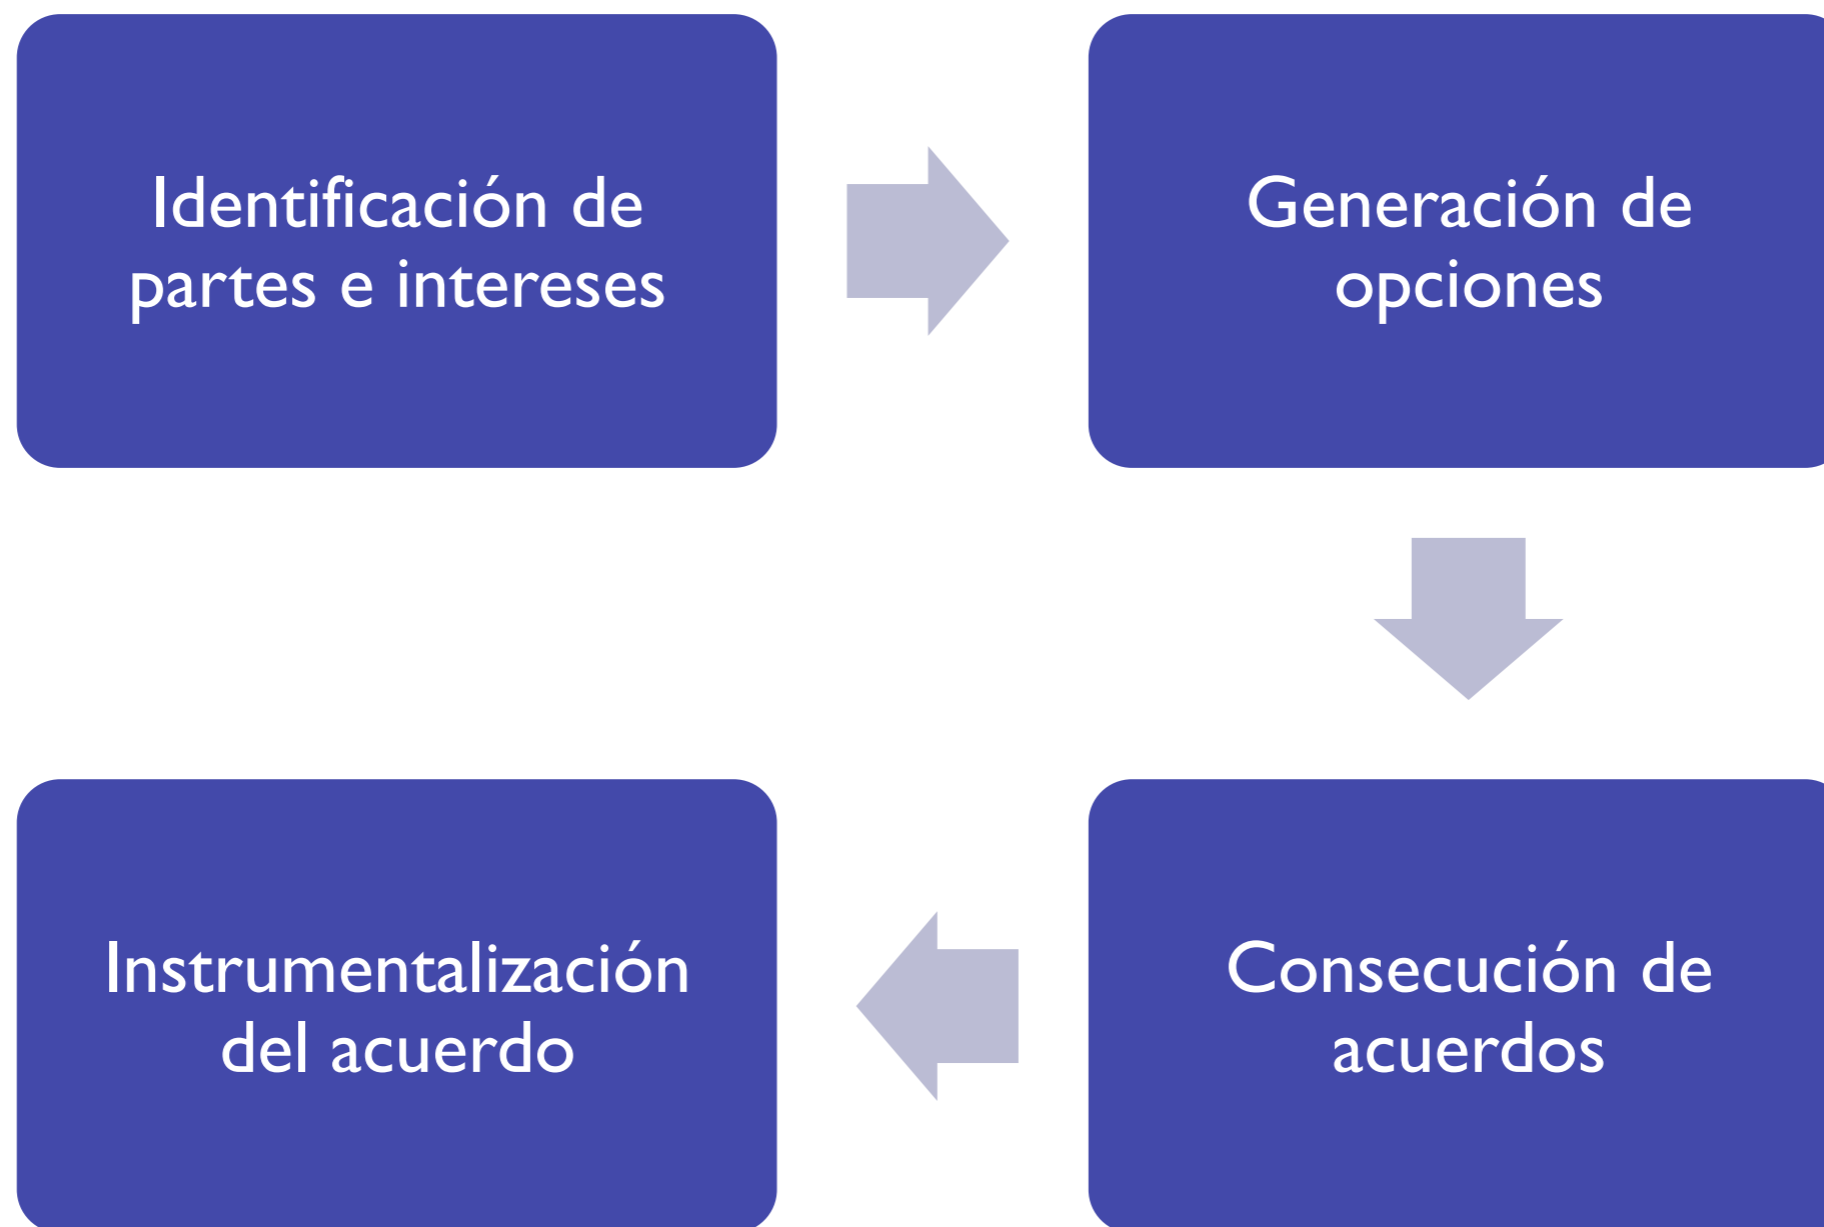 Identificación de
partes e intereses
Generación de
opciones
Consecución de
acuerdos
Instrumentalización
del acuerdo